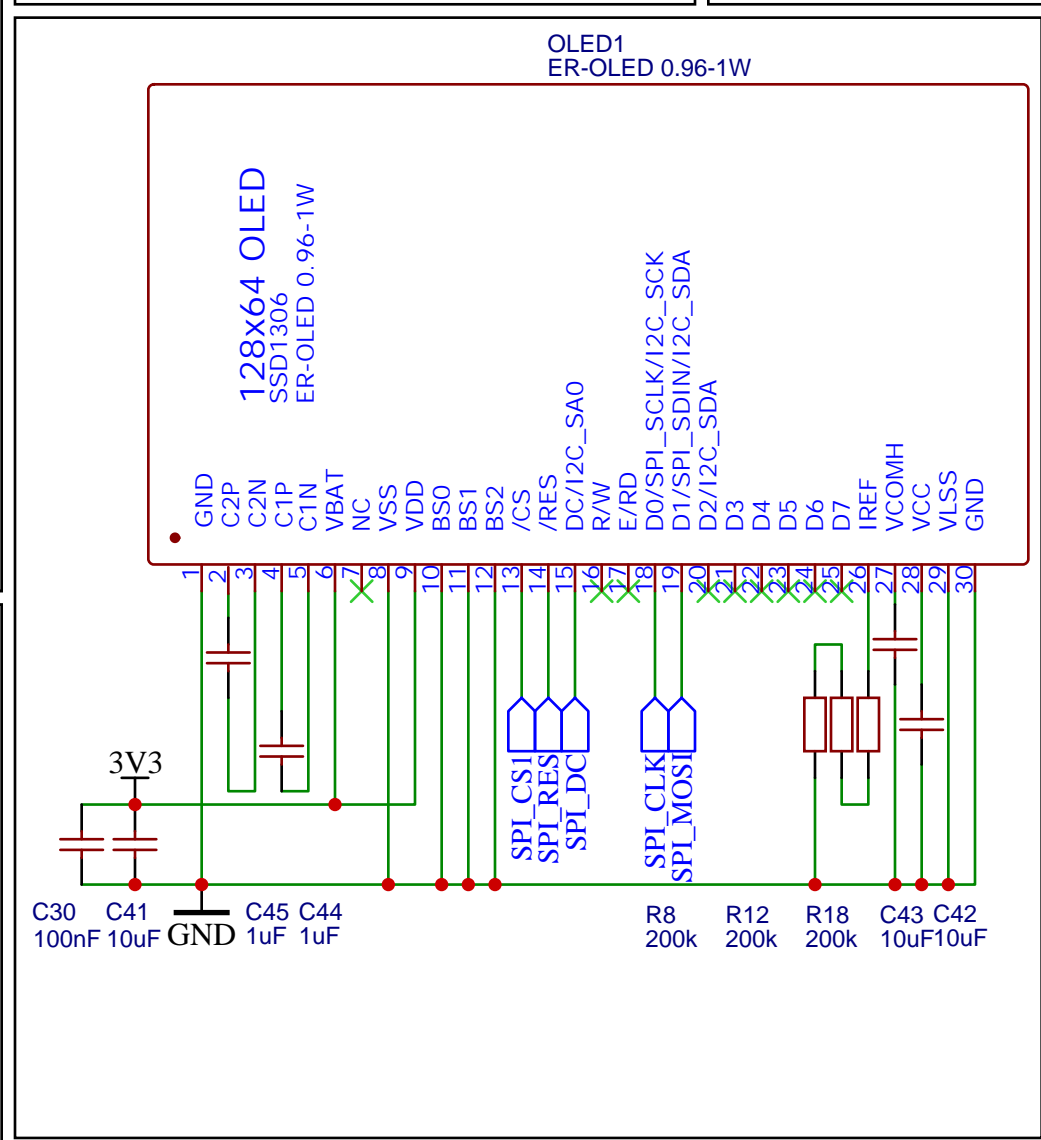 OLED1
ER-OLED 0.96-1W
128x64 OLED
SSD1306
ER-OLED 0.96-1W
GND
C2P
C2N
C1P
C1N
VBAT
NC
VSS
VDD
BS0
BS1
BS2
/CS
/RES
DC/I2C_SA0
R/W
E/RD
D0/SPI_SCLK/I2C_SCK
D1/SPI_SDIN/I2C_SDA
D2/I2C_SDA
D3
D4
D5
D6
D7
IREF
VCOMH
VCC
VLSS
GND
1
2
3
4
5
6
7
8
9
10
11
12
13
14
15
16
17
18
19
20
21
22
23
24
25
26
27
28
29
30
3V3
SPI_CS1
SPI_RES
SPI_DC
SPI_CLK
SPI_MOSI
C30
100nF
C41
10uF
GND
C45
1uF
C44
1uF
R8
200k
R12
200k
R18
200k
C43
10uF
C42
10uF